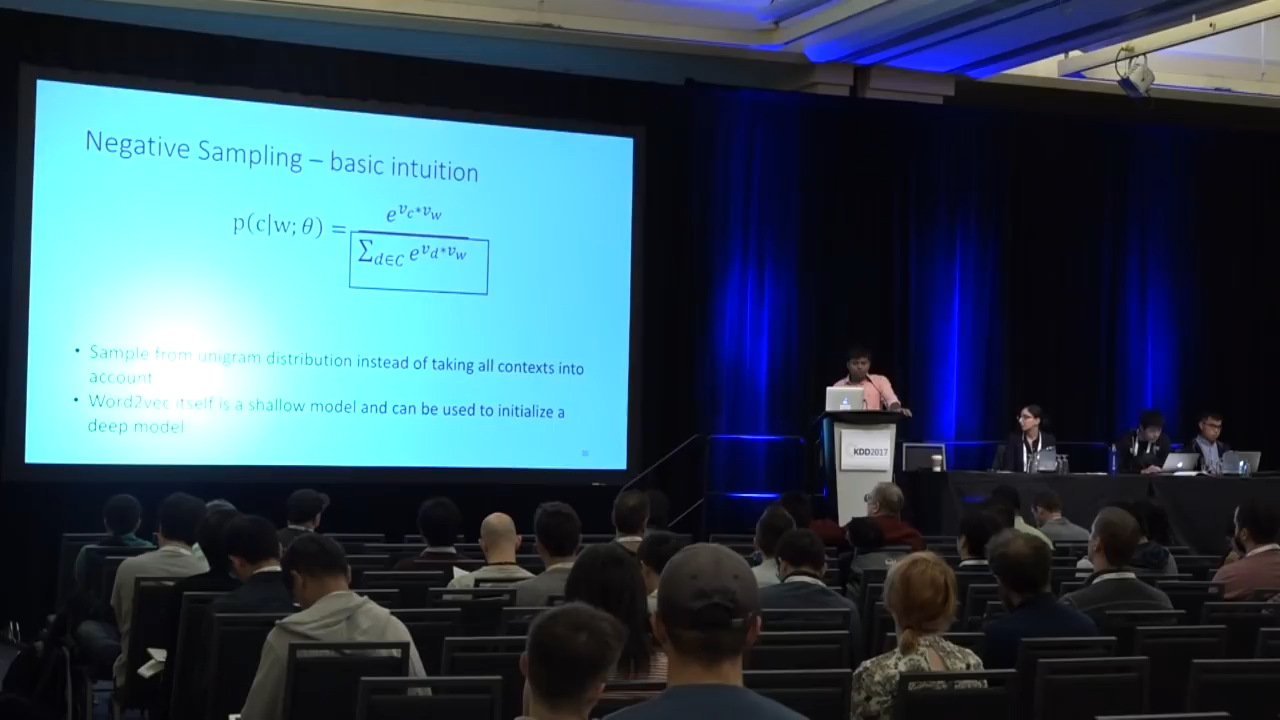 Negative Sampling – basic intuition
p(c|w; θ) = e^{v_c*v_w} / ∑_{d∈C} e^{v_d*v_w}
• Sample from unigram distribution instead of taking all contexts into
account
• Word2vec itself is a shallow model and can be used to initialize a
deep model
KDD2017